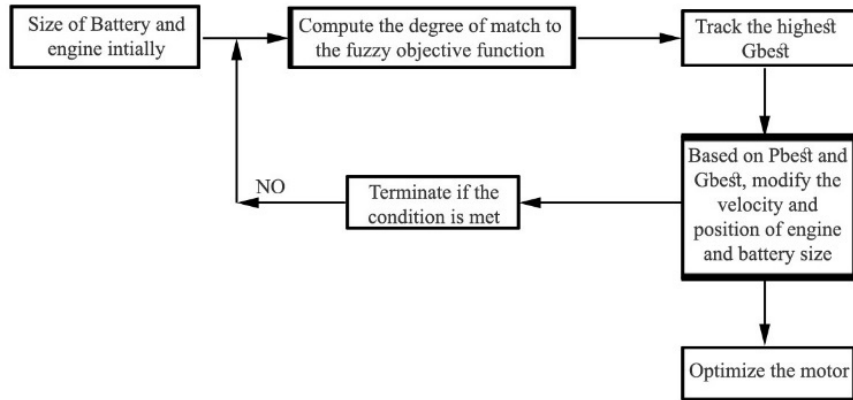 Size of Battery and
engine intially
Compute the degree of match to
the fuzzy objective function
Track the highest
Gbest
Based on Pbest and
Gbest, modify the
velocity and
position of engine
and battery size
NO
Terminate if the
condition is met
Optimize the motor